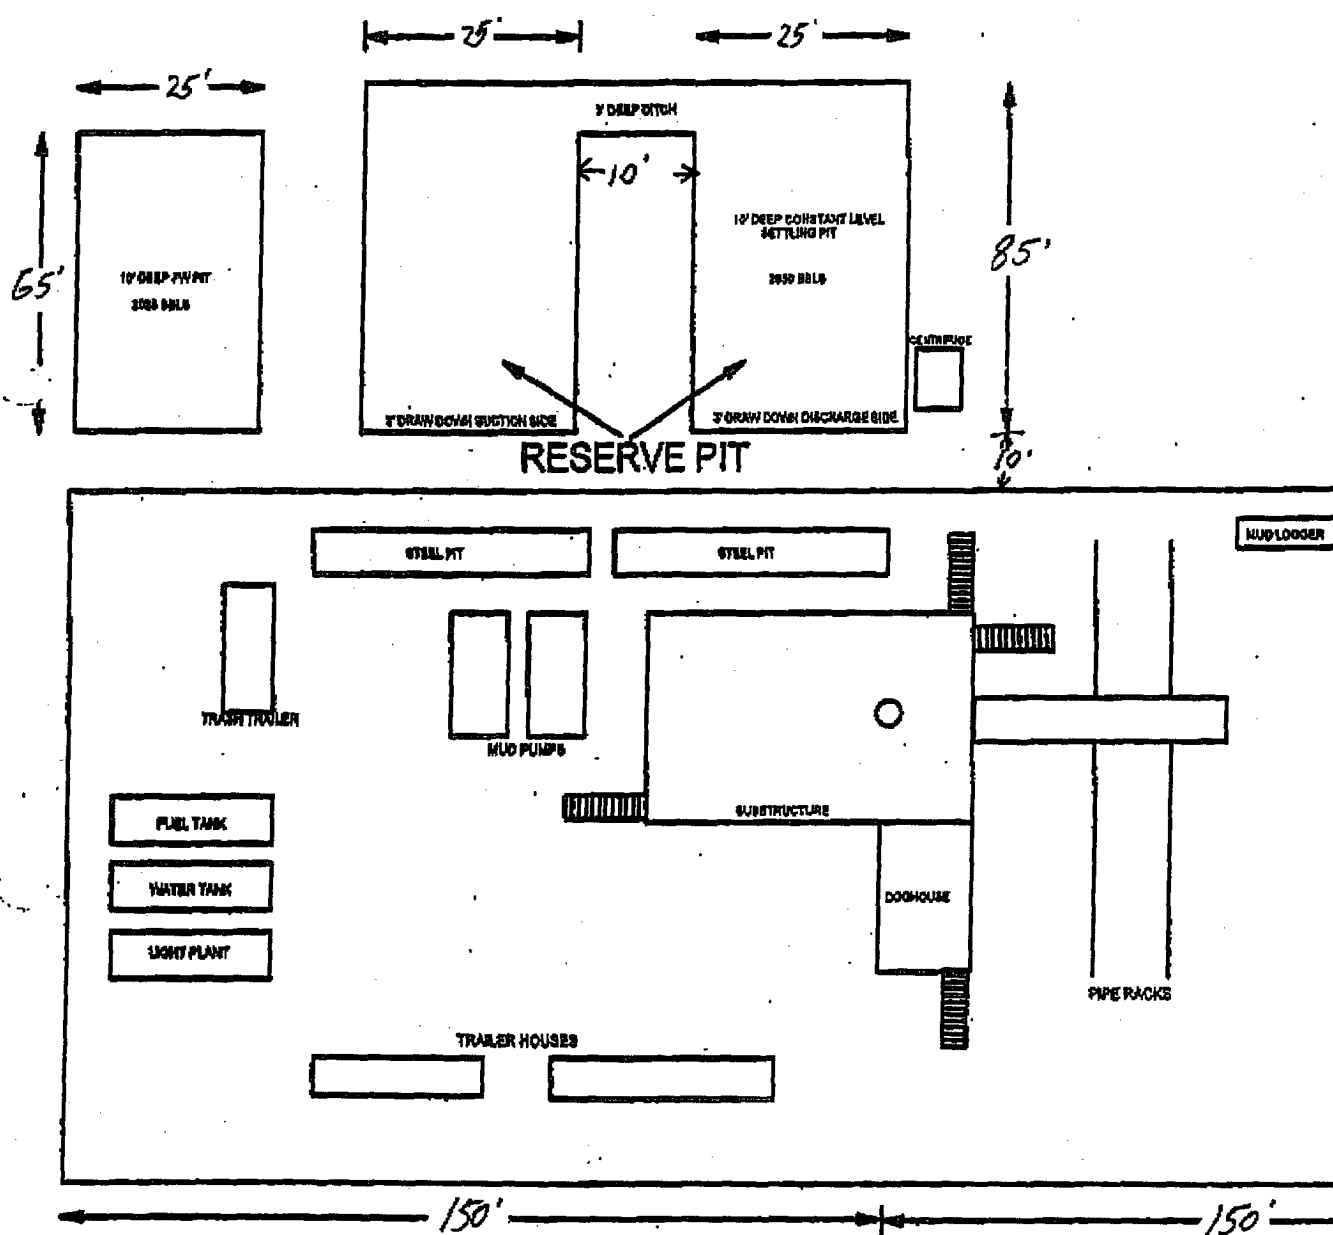 25'
25'
25'
3' DEEP DITCH
10'
10' DEEP CONSTANT LEVEL
SETTLING PIT
85'
65'
10' DEEP FW PIT
BBLS
BBLS
CENTRIFUGE
3' DRAW DOWN SUCTION SIDE
3' DRAW DOWN DISCHARGE SIDE
RESERVE PIT
10'
STEEL PIT
STEEL PIT
MUD LOGGER
TRASH TRAILER
MUD PUMPS
FUEL TANK
SUBSTRUCTURE
WATER TANK
DOGHOUSE
LIGHT PLANT
PIPE RACKS
TRAILER HOUSES
150'
150'